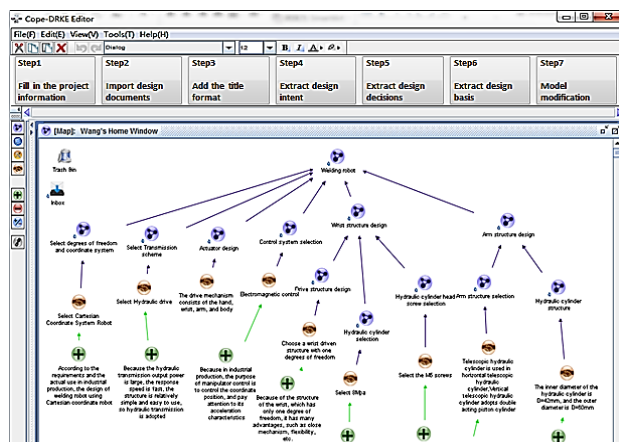 Cope-DRKE Editor
File(F) Edit(E) View(V) Tools(T) Help(H)
Dialog 12 B I A
Step1
Fill in the project
information
Step2
Import design
documents
Step3
Add the title
format
Step4
Extract design
intent
Step5
Extract design
decisions
Step6
Extract design
basis
Step7
Model
modification
[Map]: Wang's Home Window
Trash Bin
Inbox
Welding robot
Select degrees of freedom
and coordinate system
Select Transmission
scheme
Actuator design
Control system selection
Wrist structure design
Arm structure design
Select Cartesian
Coordinate System Robot
Select Hydraulic drive
The drive mechanism
consists of the hand,
wrist, arm, and body
Electromagnetic control
Drive structure design
Hydraulic cylinder
selection
Hydraulic cylinder head
screw selection
Arm structure selection
Hydraulic cylinder
structure
Choose a wrist driven
structure with one
degrees of freedom
Select 8Mpa
Select the M5 screws
Telescopic hydraulic
cylinder is used in
horizontal telescopic
hydraulic cylinder,Vertical
telescopic hydraulic
cylinder adopts double
acting piston cylinder
The inner diameter of the
hydraulic cylinder is
D=42mm, and the outer
diameter is D=50mm
According to the
requirements and the
actual use in industrial
production, the design of
welding robot using
Cartesian coordinate robot
Because the hydraulic
transmission output power
is large, the response
speed is fast, the
structure is relatively
simple and easy to use,
so hydraulic transmission
is adopted
Because in industrial
production, the purpose of
manipulator control is to
control the coordinate
position, and pay
attention to its
acceleration
characteristics
Because of the structure
of the wrist, which has
only one degree of
freedom, it has many
advantages, such as close
mechanism, flexibility,
etc.